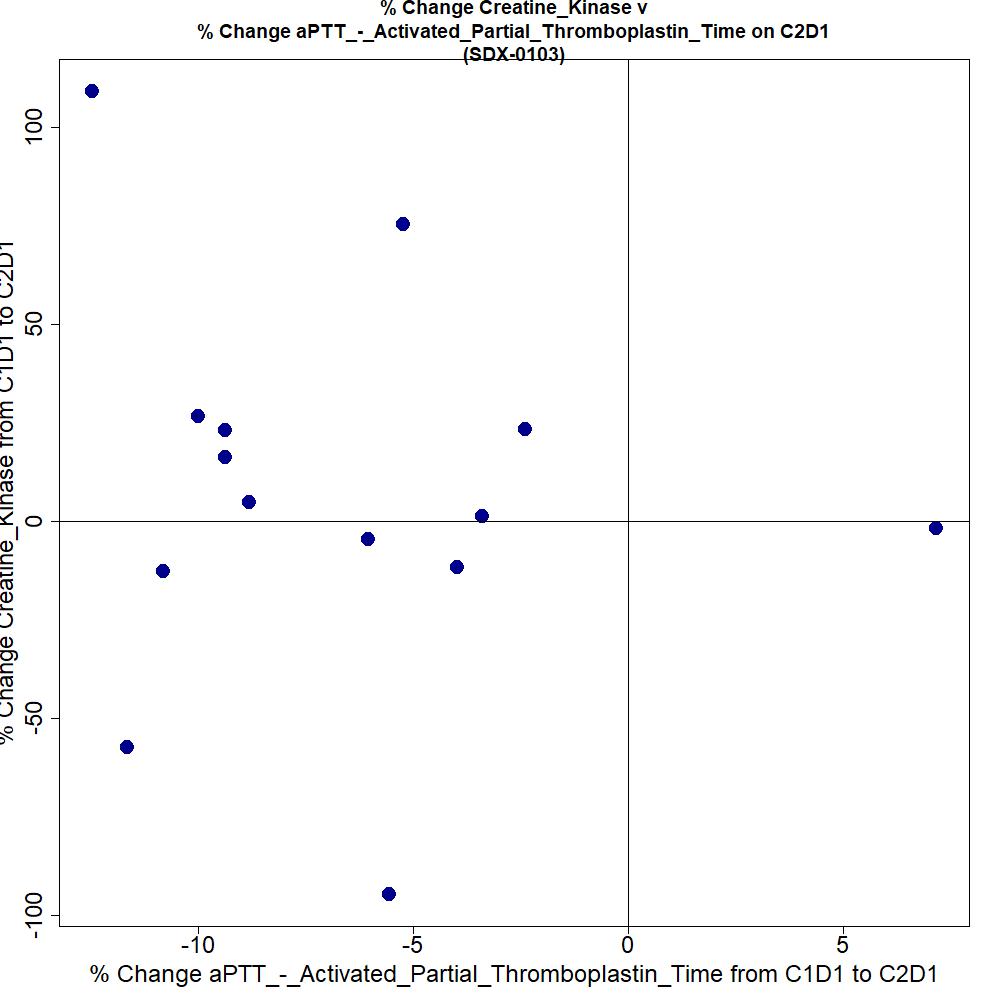 % Change Creatine_Kinase v
% Change aPTT_-_Activated_Partial_Thromboplastin_Time on C2D1
(SDX-0103)
% Change Creatine_Kinase from C1D1 to C2D1
100
50
0
-50
-100
-10
-5
0
5
% Change aPTT_-_Activated_Partial_Thromboplastin_Time from C1D1 to C2D1